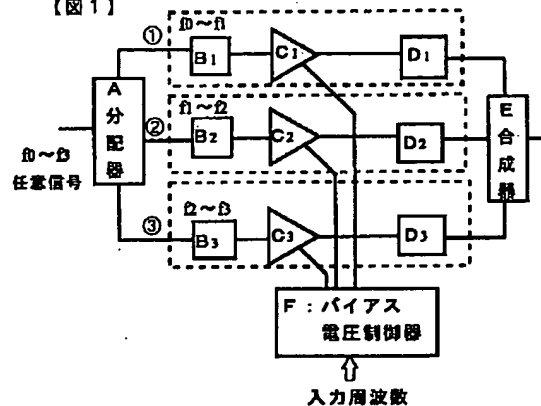 【図1】
f0～f1
①
B1
C1
D1
A
分
配
器
f0～f3
任意信号
f1～f2
②
B2
C2
D2
E
合
成
器
f2～f3
③
B3
C3
D3
F：バイアス
電圧制御器
入力周波数